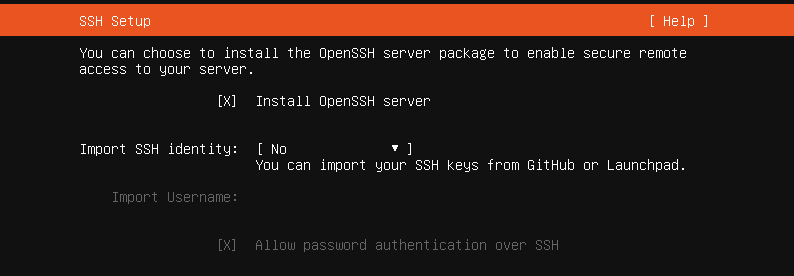 SSH Setup [ Help ]
You can choose to install the OpenSSH server package to enable secure remote
access to your server.
[X] Install OpenSSH server
Import SSH identity: [ No ▼ ]
You can import your SSH keys from GitHub or Launchpad.
Import Username:
[X] Allow password authentication over SSH